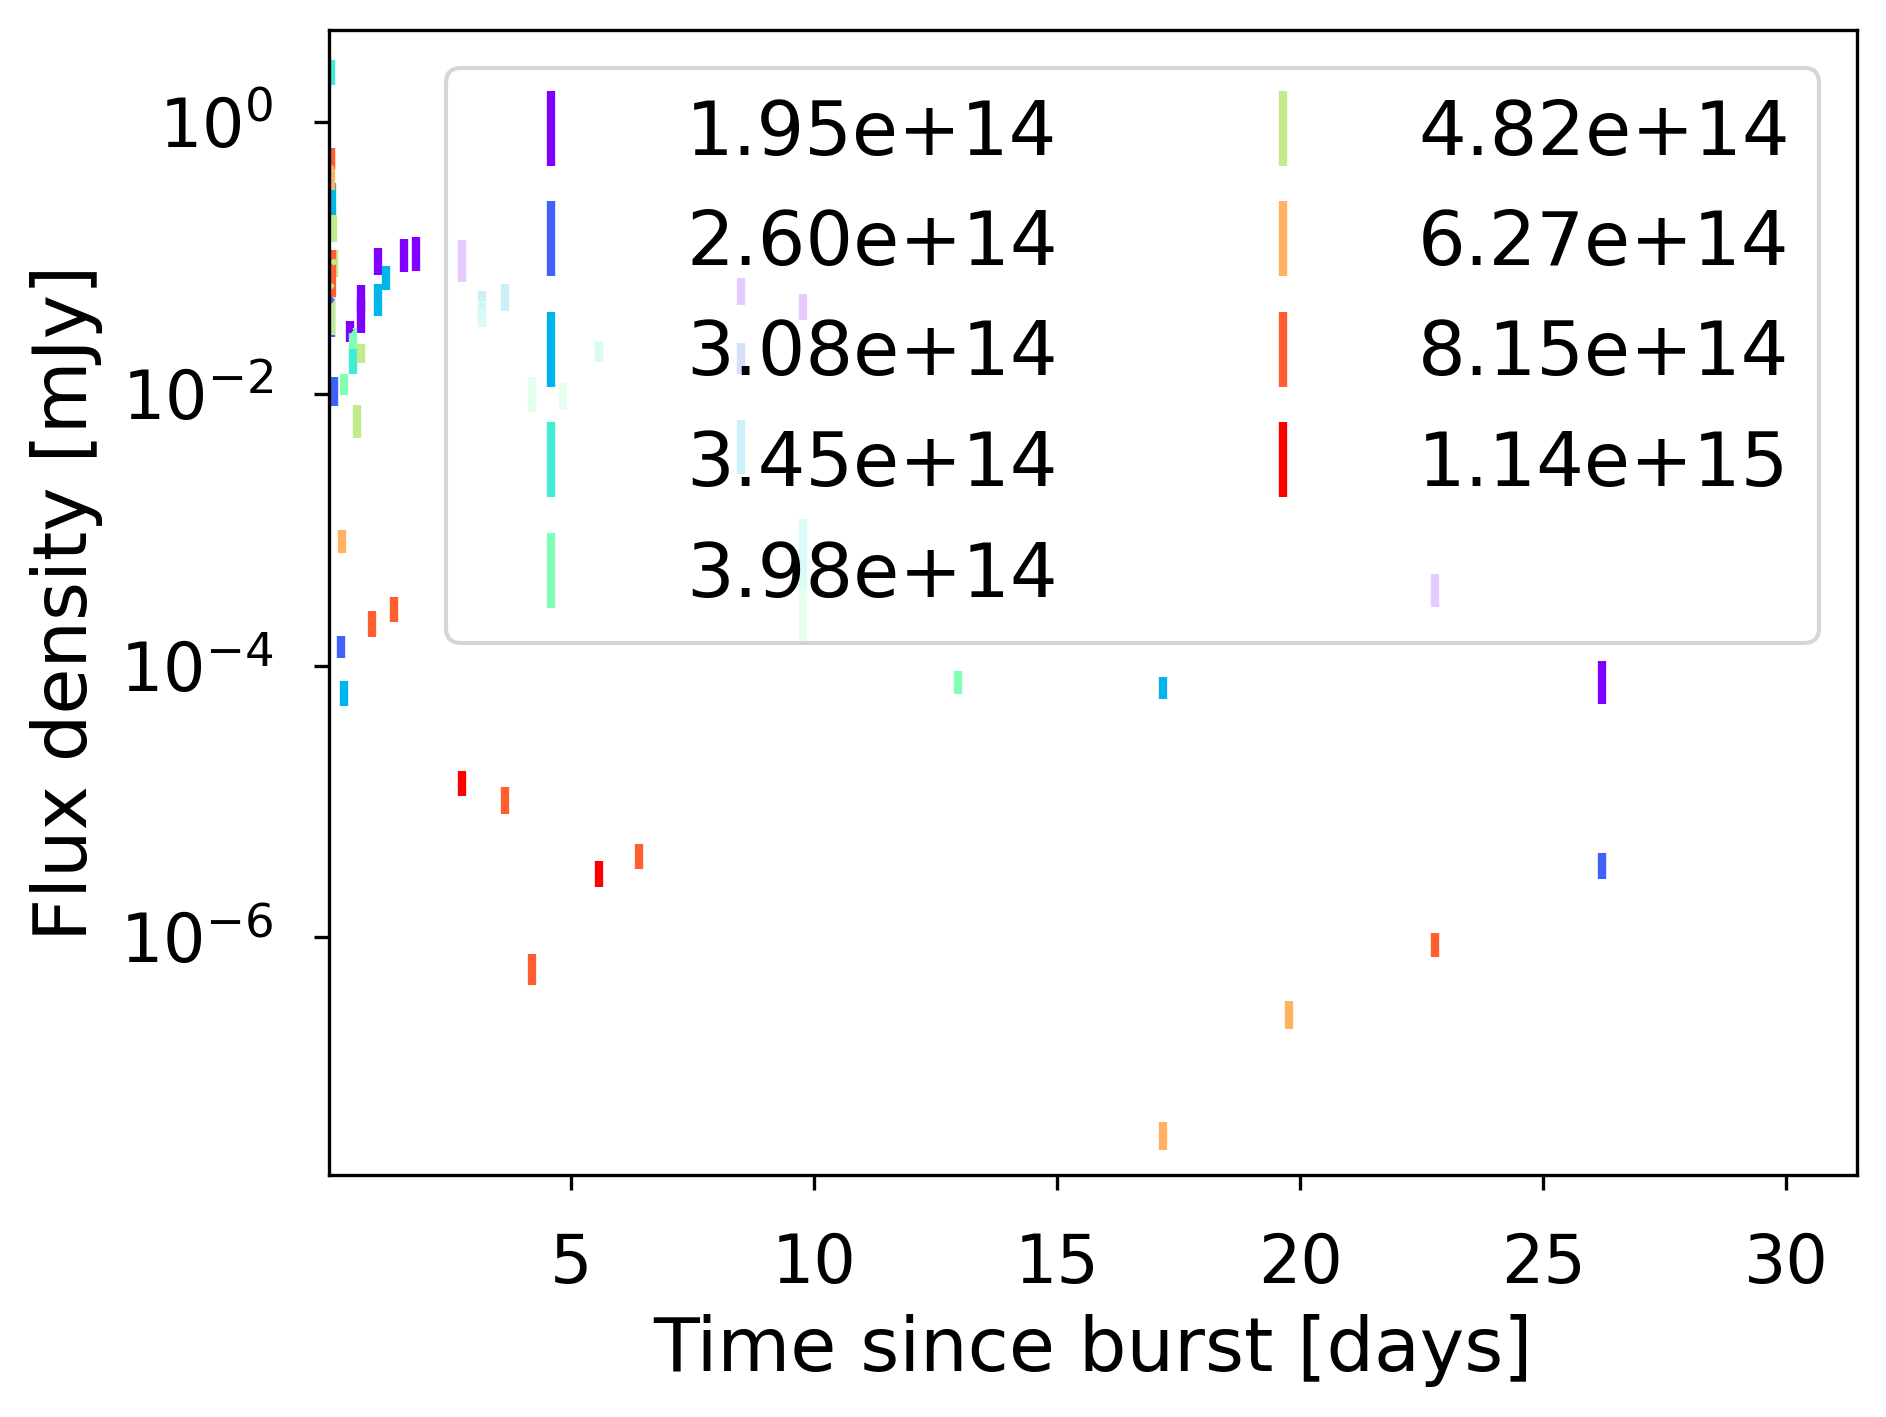 10⁰
10⁻²
10⁻⁴
10⁻⁶
Flux density [mJy]
1.95e+14
2.60e+14
3.08e+14
3.45e+14
3.98e+14
4.82e+14
6.27e+14
8.15e+14
1.14e+15
5 10 15 20 25 30
Time since burst [days]